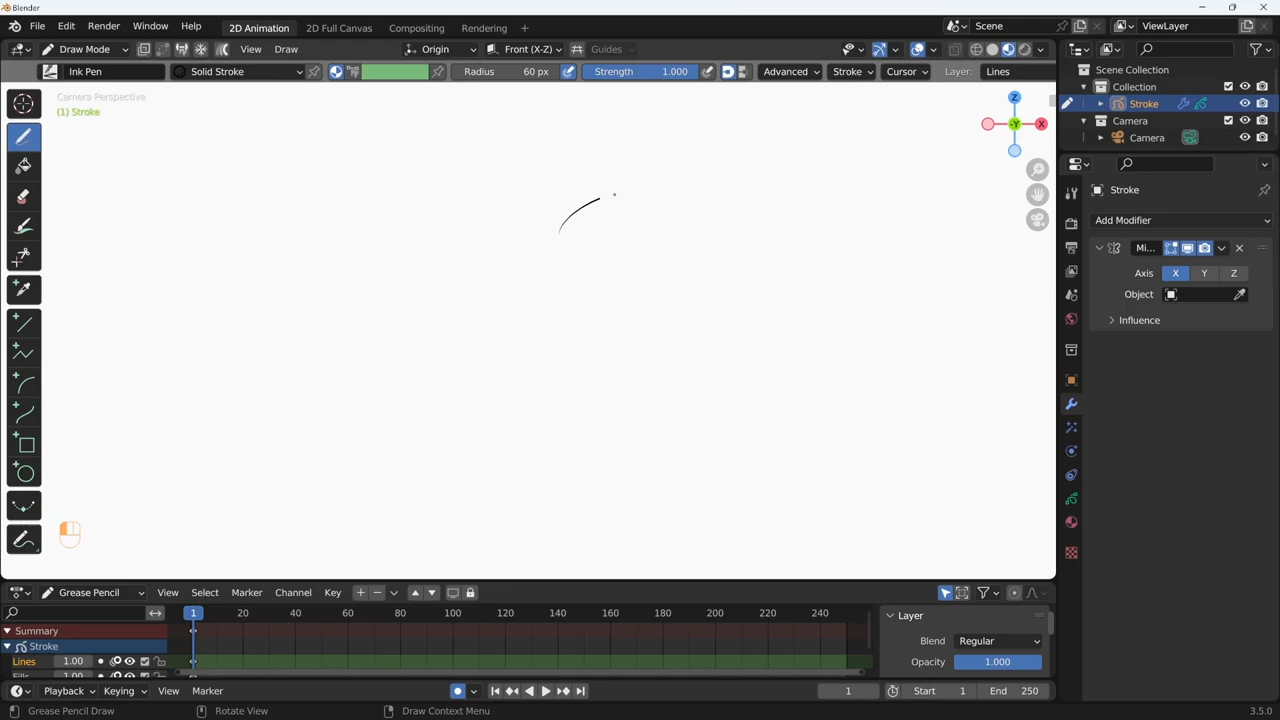 Blender
File Edit Render Window Help 2D Animation 2D Full Canvas Compositing Rendering Scene ViewLayer
Draw Mode View Draw Origin Front (X-Z) Guides
Ink Pen Solid Stroke Radius 60 px Strength 1.000 Advanced Stroke Cursor Layer: Lines
Camera Perspective
(1) Stroke
Z
-Y
X
Scene Collection
Collection
Stroke
Camera
Camera
Stroke
Add Modifier
Mi...
Axis X Y Z
Object
Influence
Grease Pencil View Select Marker Channel Key
1 20 40 60 80 100 120 140 160 180 200 220 240
Summary
Stroke
Lines 1.00
Fills 1.00
Layer
Blend Regular
Opacity 1.000
Playback Keying View Marker 1 Start 1 End 250
Grease Pencil Draw Rotate View Draw Context Menu 3.5.0